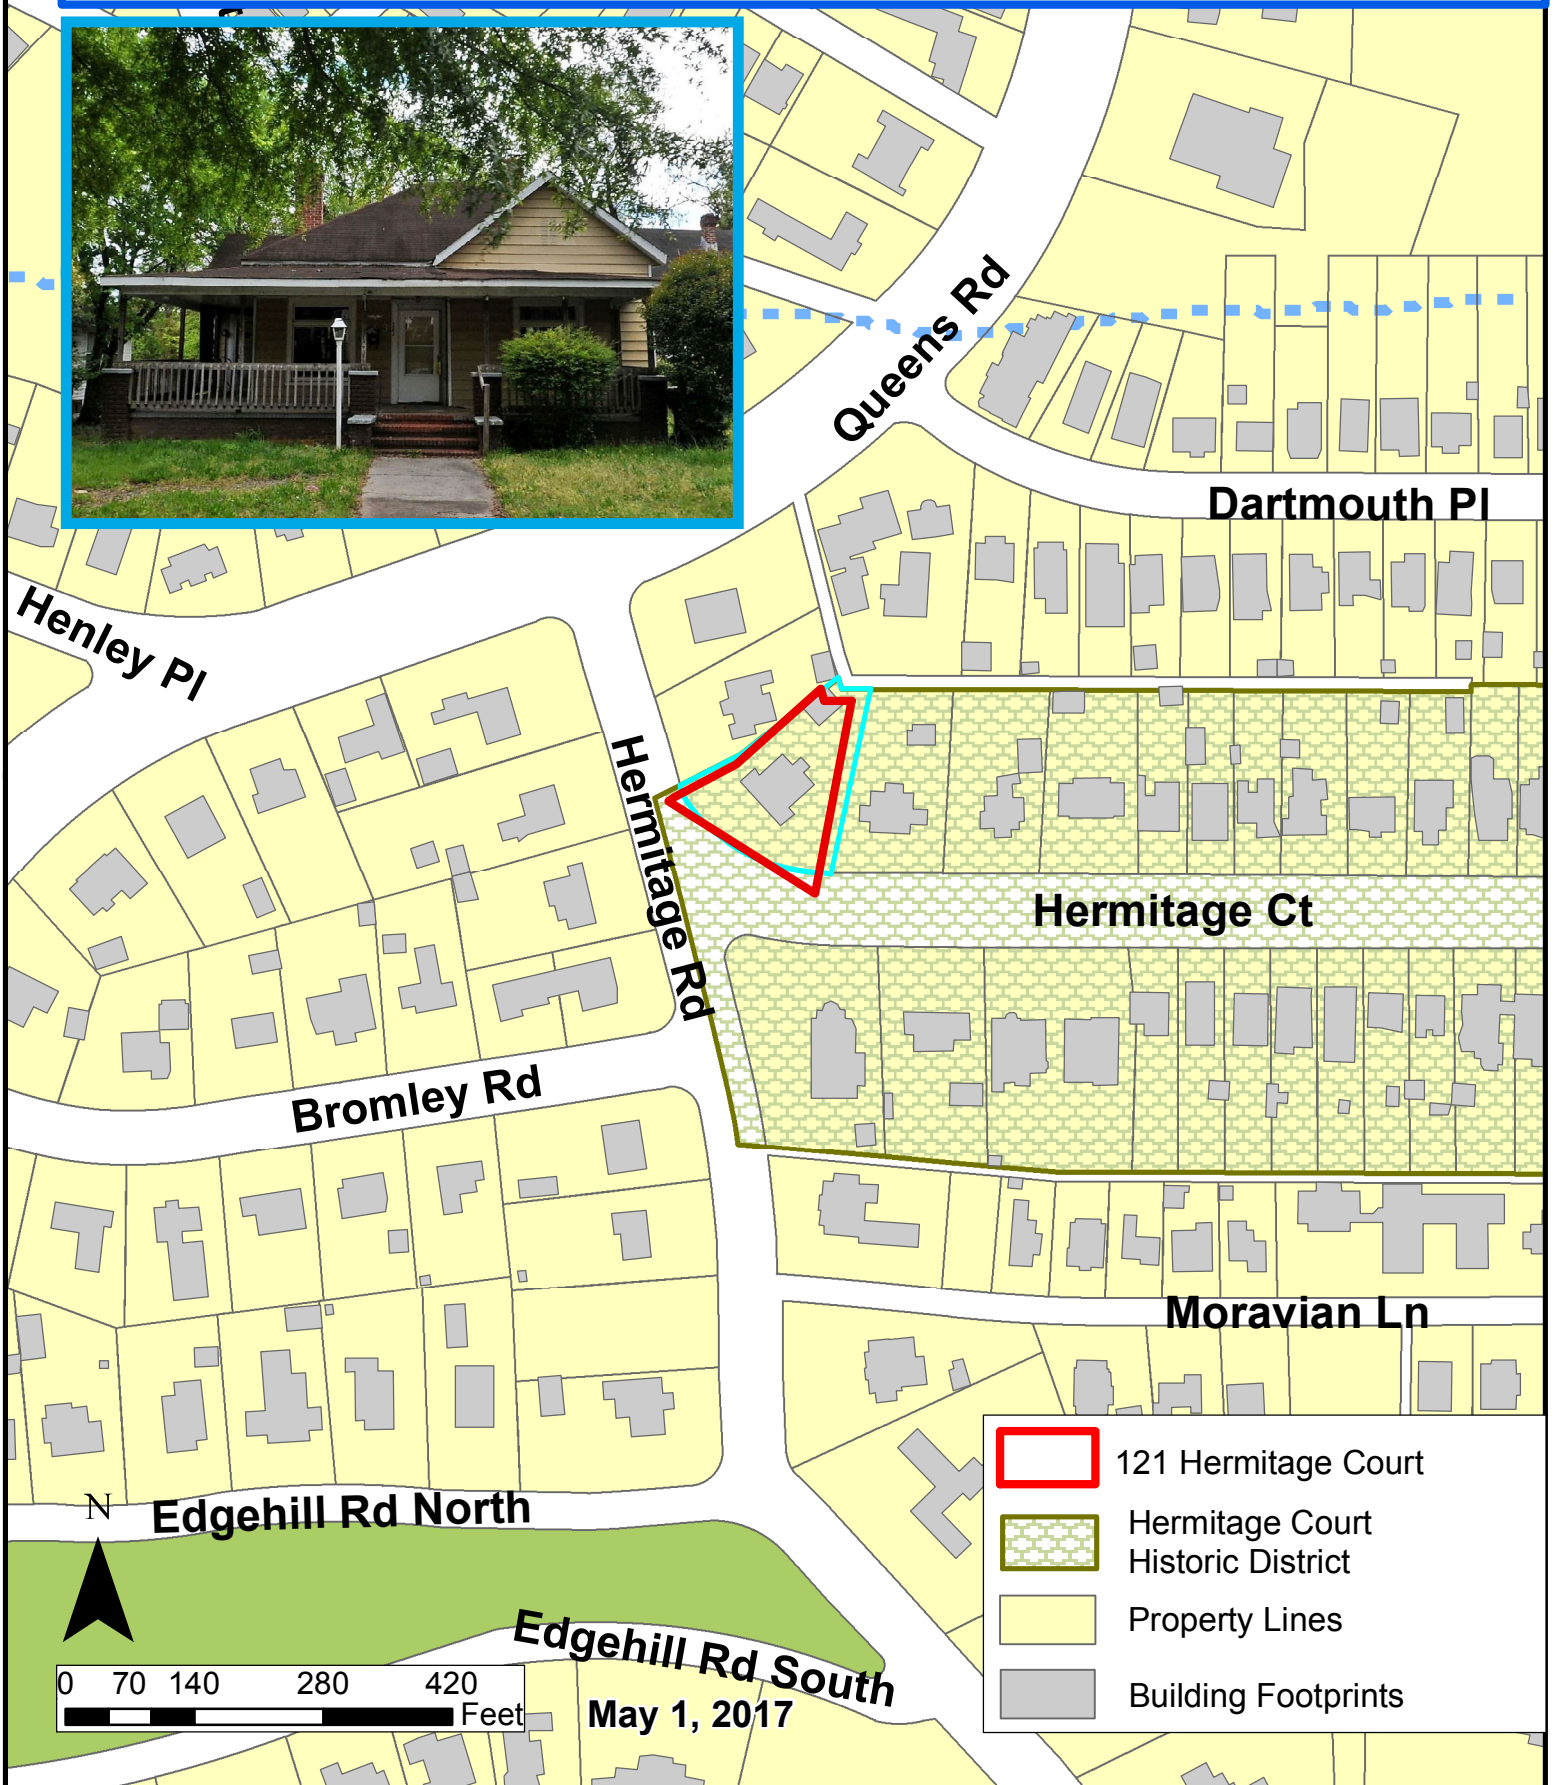 Queens Rd
Dartmouth Pl
Henley Pl
Hermitage Rd
Hermitage Ct
Bromley Rd
Moravian Ln
121 Hermitage Court
Hermitage Court
Historic District
Property Lines
Building Footprints
N
Edgehill Rd North
Edgehill Rd South
0 70 140 280 420
Feet
May 1, 2017